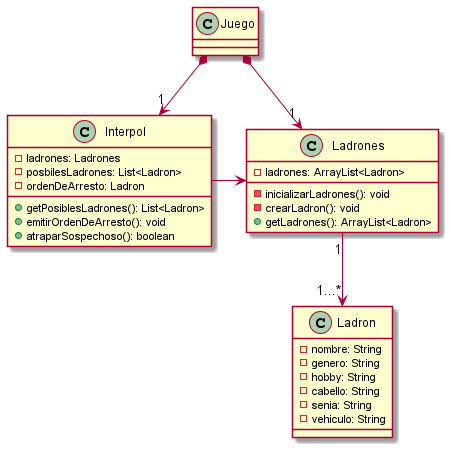 C Juego
1
1
C Interpol
ladrones: Ladrones
posbilesLadrones: List<Ladron>
ordenDeArresto: Ladron
getPosiblesLadrones(): List<Ladron>
emitirOrdenDeArresto(): void
atraparSospechoso(): boolean
C Ladrones
ladrones: ArrayList<Ladron>
inicializarLadrones(): void
crearLadron(): void
getLadrones(): ArrayList<Ladron>
1
1...*
C Ladron
nombre: String
genero: String
hobby: String
cabello: String
senia: String
vehiculo: String